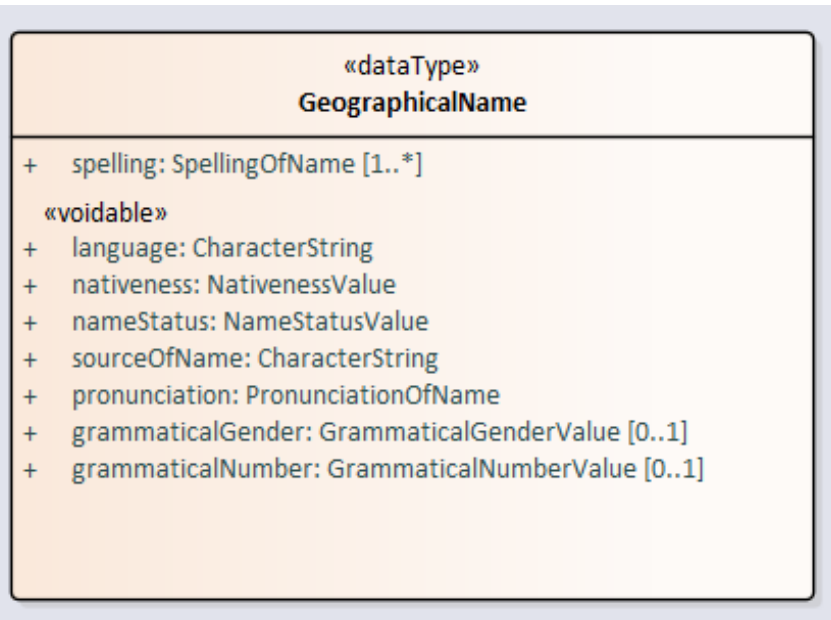 «dataType»
GeographicalName
+ spelling: SpellingOfName [1..*]
«voidable»
+ language: CharacterString
+ nativeness: NativenessValue
+ nameStatus: NameStatusValue
+ sourceOfName: CharacterString
+ pronunciation: PronunciationOfName
+ grammaticalGender: GrammaticalGenderValue [0..1]
+ grammaticalNumber: GrammaticalNumberValue [0..1]